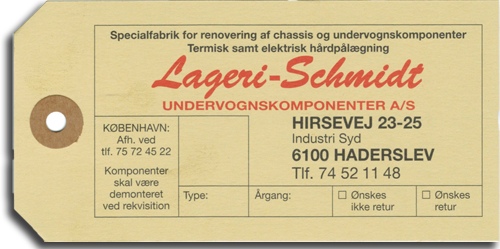 Specialfabrik for renovering af chassis og undervognskomponenter
Termisk samt elektrisk hårdpålægning
Lageri-Schmidt
UNDERVOGNSKOMPONENTER A/S
KØBENHAVN:
Afh. ved
tlf. 75 72 45 22
Komponenter
skal være
demonteret
ved rekvisition
HIRSEVEJ 23-25
Industri Syd
6100 HADERSLEV
Tlf. 74 52 11 48
Type:
Årgang:
☐ Ønskes
ikke retur
☐ Ønskes
retur